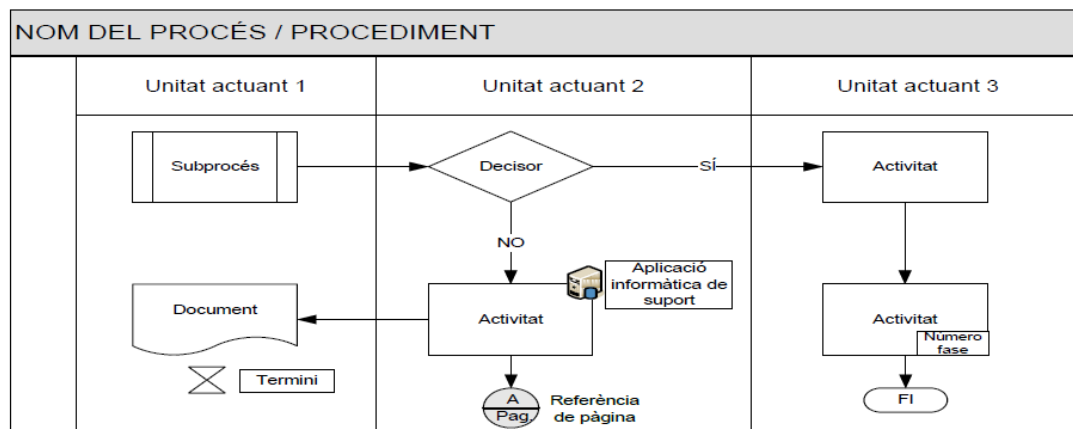 NOM DEL PROCÉS / PROCEDIMENT
Unitat actuant 1
Unitat actuant 2
Unitat actuant 3
Subprocés
Decisor
SÍ
Activitat
NO
Aplicació
informàtica de
suport
Document
Activitat
Activitat
Número
fase
Termini
A
Pag.
Referència
de pàgina
FI